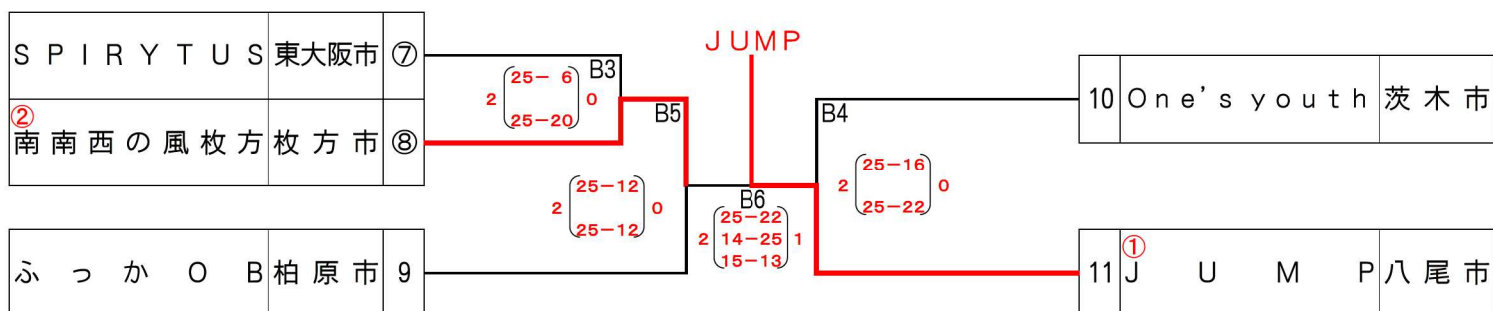 JUMP
SPIRYTUS 東大阪市 ⑦
② 南南西の風枚方 枚方市 ⑧
ふっかOB 柏原市 9
B3
2 25-6 0
25-20
B5
2 25-12 0
25-12
B6
25-22
2 14-25 1
15-13
B4
2 25-16 0
25-22
10 One's youth 茨木市
11 ① JUMP 八尾市